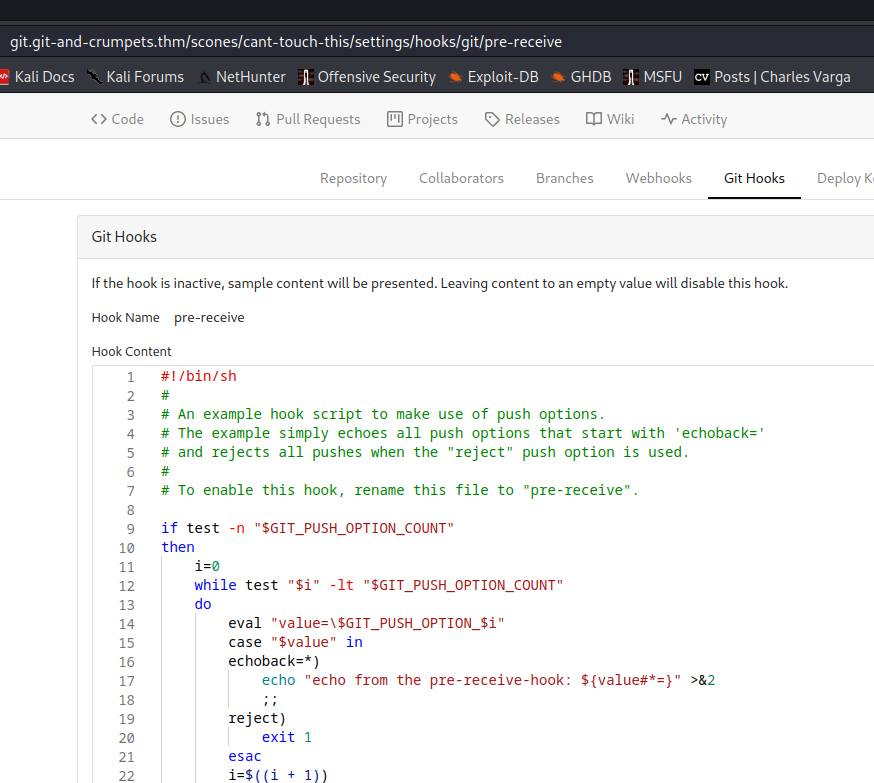 git.git-and-crumpets.thm/scones/cant-touch-this/settings/hooks/git/pre-receive
Kali Docs Kali Forums NetHunter Offensive Security Exploit-DB GHDB MSFU CV Posts | Charles Varga
<> Code Issues Pull Requests Projects Releases Wiki Activity
Repository Collaborators Branches Webhooks Git Hooks Deploy K
Git Hooks
If the hook is inactive, sample content will be presented. Leaving content to an empty value will disable this hook.
Hook Name pre-receive
Hook Content
1 #!/bin/sh
2 #
3 # An example hook script to make use of push options.
4 # The example simply echoes all push options that start with 'echoback='
5 # and rejects all pushes when the "reject" push option is used.
6 #
7 # To enable this hook, rename this file to "pre-receive".
8
9 if test -n "$GIT_PUSH_OPTION_COUNT"
10 then
11 i=0
12 while test "$i" -lt "$GIT_PUSH_OPTION_COUNT"
13 do
14 eval "value=\$GIT_PUSH_OPTION_$i"
15 case "$value" in
16 echoback=*)
17 echo "echo from the pre-receive-hook: ${value#*=}" >&2
18 ;;
19 reject)
20 exit 1
21 esac
22 i=$((i + 1))